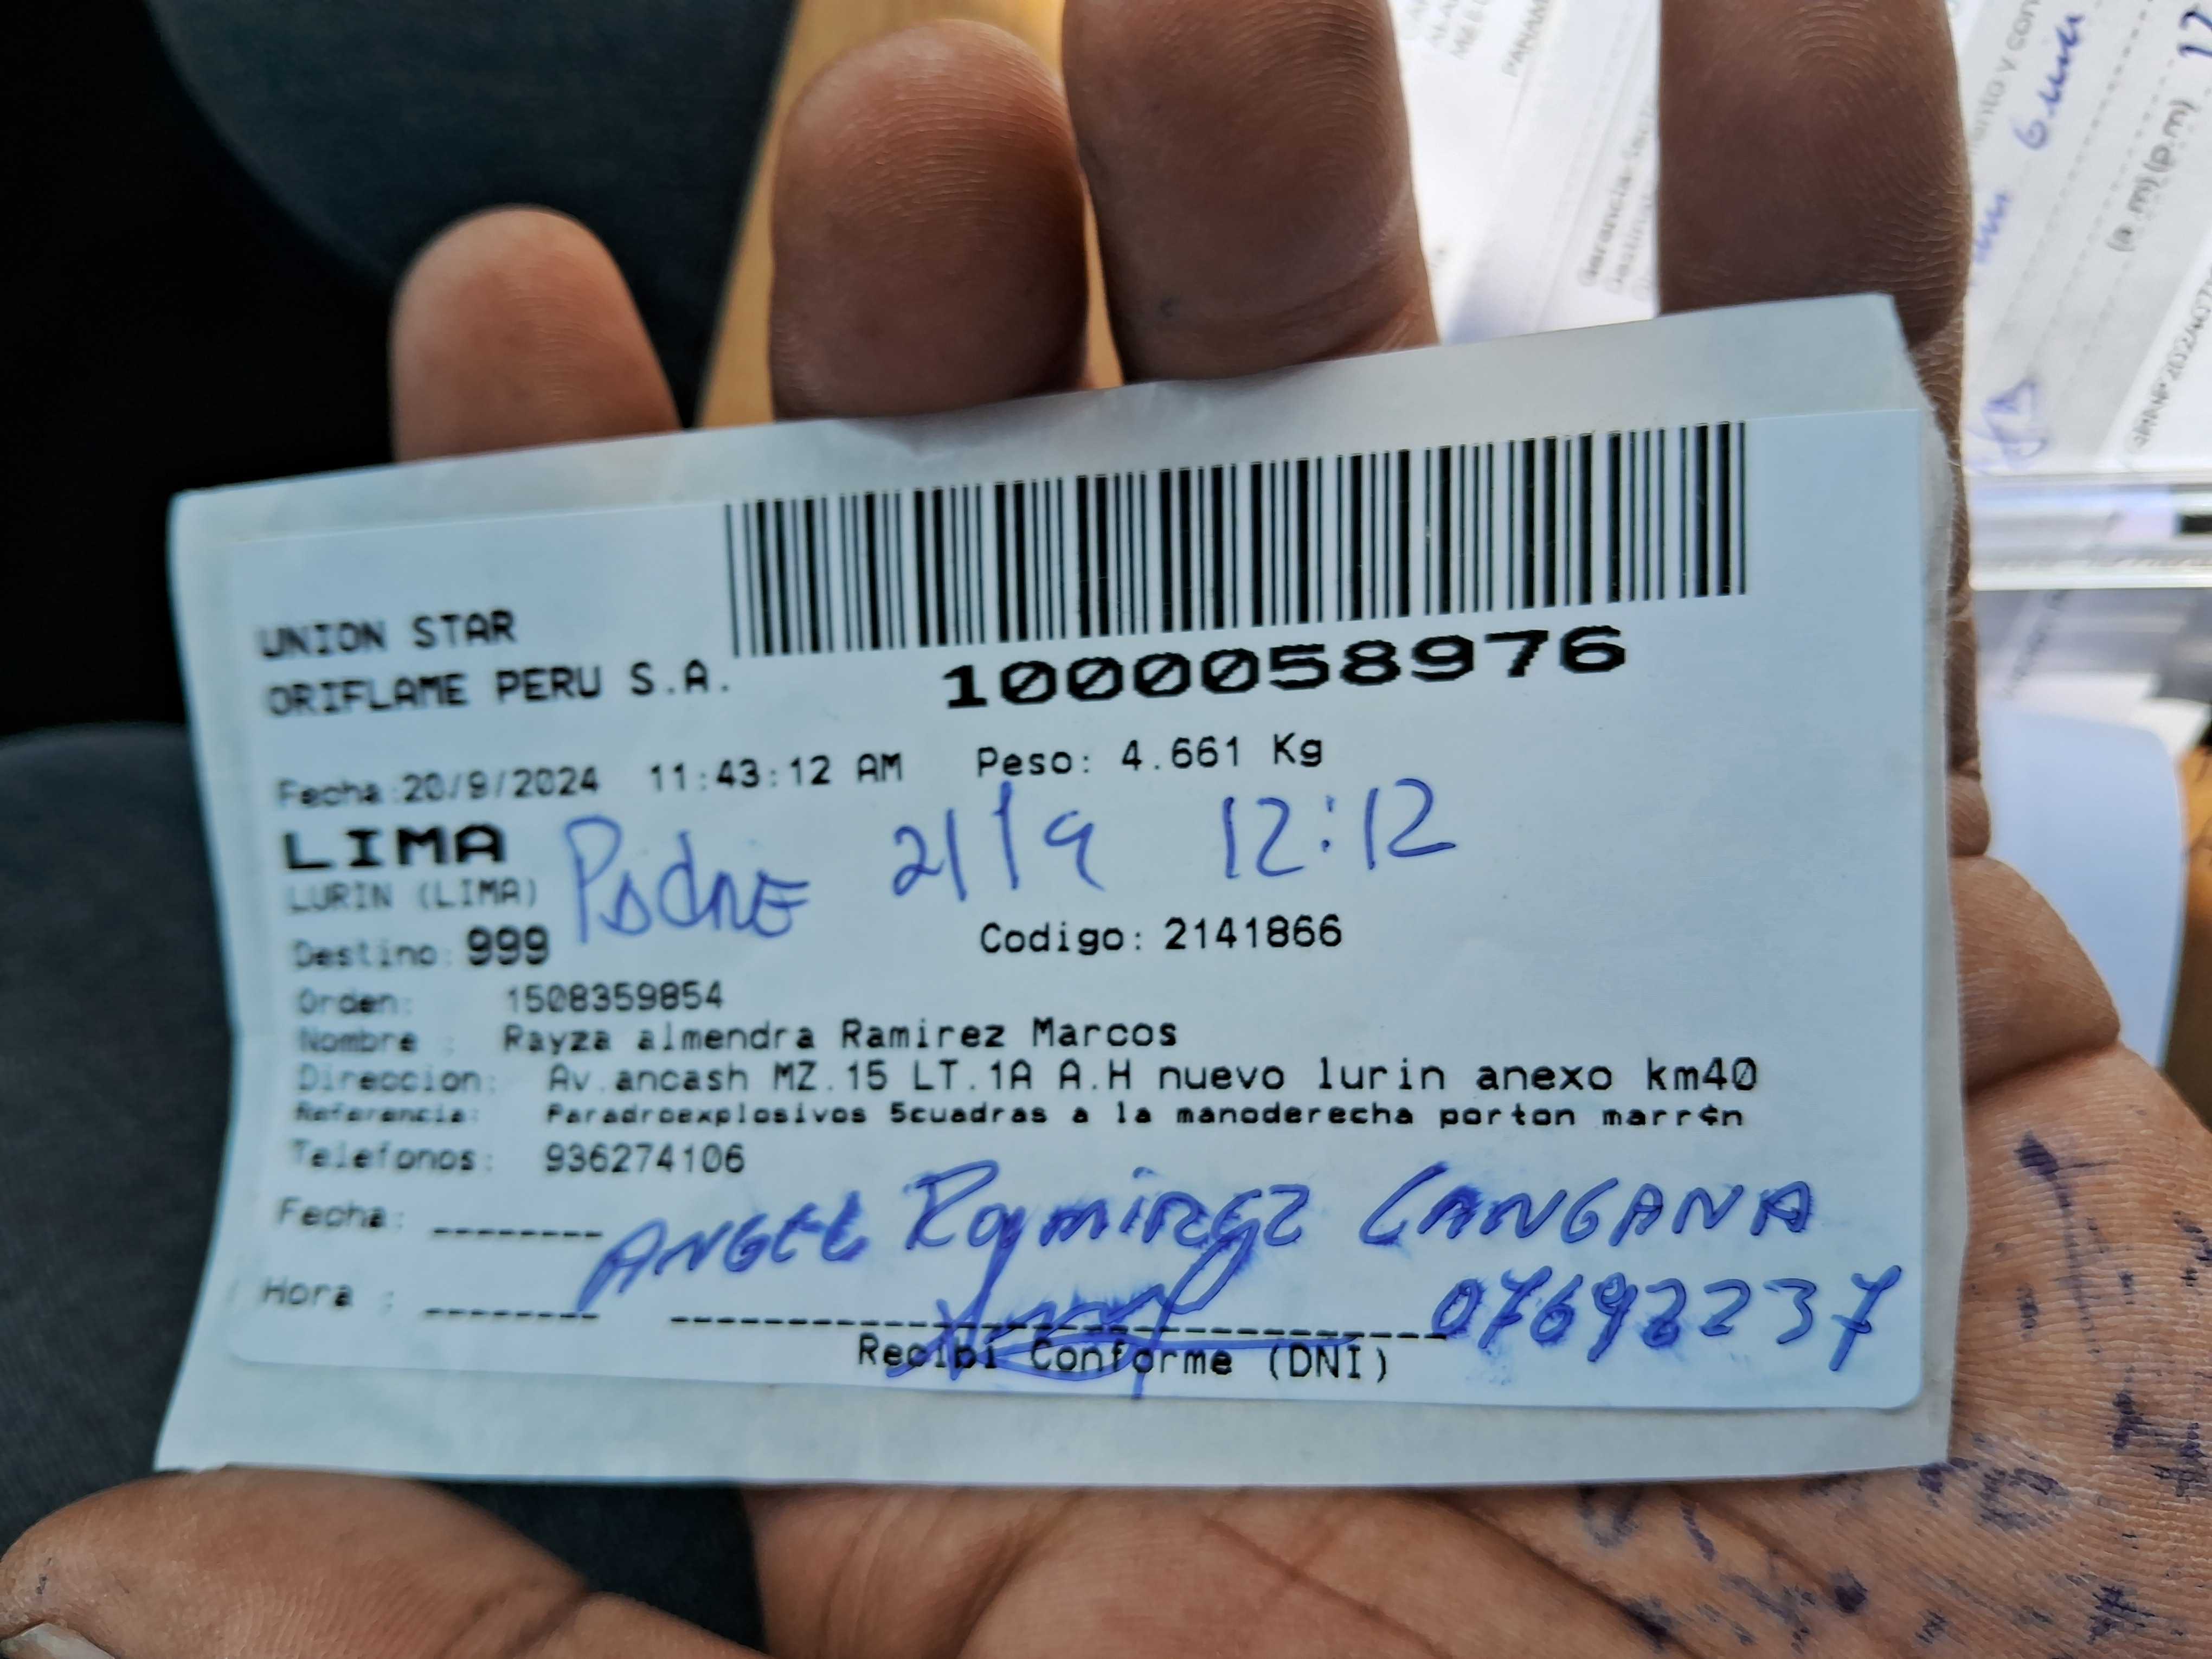 UNION STAR
ORIFLAME PERU S.A.
1000058976
Fecha:20/9/2024 11:43:12 AM Peso: 4.661 Kg
LIMA
Padre 21/9 12:12
LURIN (LIMA)
Destino: 999 Codigo: 2141866
Orden: 1508359854
Nombre : Rayza almendra Ramirez Marcos
Direccion: Av.ancash MZ.15 LT.1A A.H nuevo lurin anexo km40
Referencia: Paradroexplosivos 5cuadras a la manoderecha porton marr¢n
Telefonos: 936274106
Fecha: --------
ANGEL Ramirez CANGANA
Hora : --------
07692237
Recibi Conforme (DNI)
(a.m) (p.m)